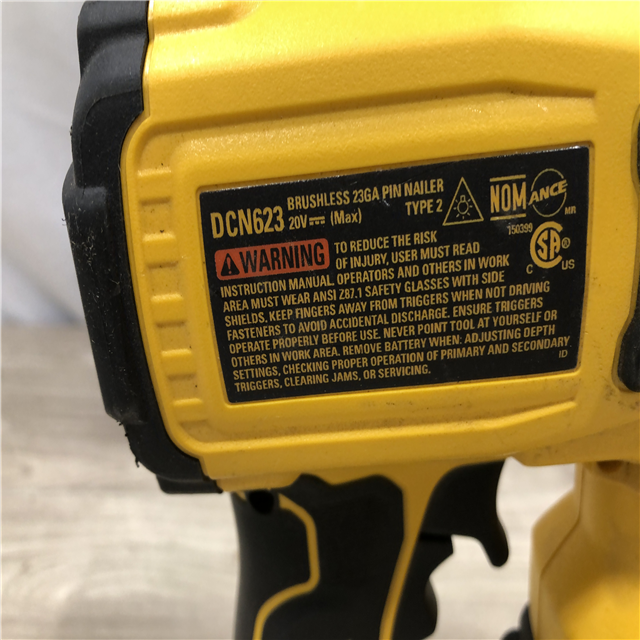 DCN623 BRUSHLESS 23GA PIN NAILER
20V (Max) TYPE 2
NOM ANCE MR
150399
WARNING TO REDUCE THE RISK
OF INJURY, USER MUST READ
INSTRUCTION MANUAL. OPERATORS AND OTHERS IN WORK
AREA MUST WEAR ANSI Z87.1 SAFETY GLASSES WITH SIDE
SHIELDS. KEEP FINGERS AWAY FROM TRIGGERS WHEN NOT DRIVING
FASTENERS TO AVOID ACCIDENTAL DISCHARGE. ENSURE TRIGGERS
OPERATE PROPERLY BEFORE USE. NEVER POINT TOOL AT YOURSELF OR
OTHERS IN WORK AREA. REMOVE BATTERY WHEN: ADJUSTING DEPTH
SETTINGS, CHECKING PROPER OPERATION OF PRIMARY AND SECONDARY
TRIGGERS, CLEARING JAMS, OR SERVICING.
ID
C SA US